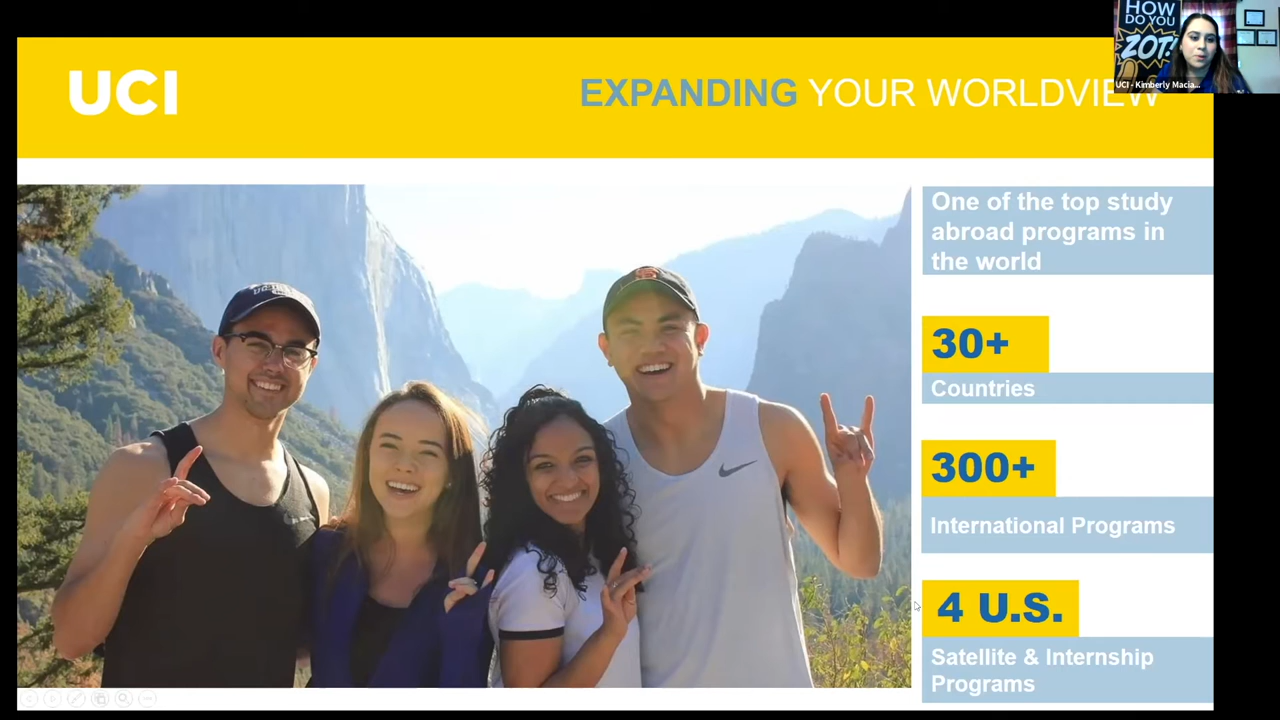 HOW
DO YOU
ZOT!
UCI - Kimberly Macia...
UCI
EXPANDING YOUR WORLDVIEW
One of the top study
abroad programs in
the world
30+
Countries
300+
International Programs
4 U.S.
Satellite & Internship
Programs